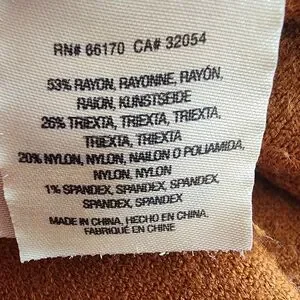 RN# 66170 CA# 32054
53% RAYON, RAYONNE, RAYÓN,
RAION, KUNSTSEIDE
26% TRIEXTA, TRIEXTA, TRIEXTA,
TRIEXTA, TRIEXTA
20% NYLON, NYLON, NAILON O POLIAMIDA,
NYLON, NYLON
1% SPANDEX, SPANDEX, SPANDEX,
SPANDEX, SPANDEX
MADE IN CHINA, HECHO EN CHINA,
FABRIQUÉ EN CHINE